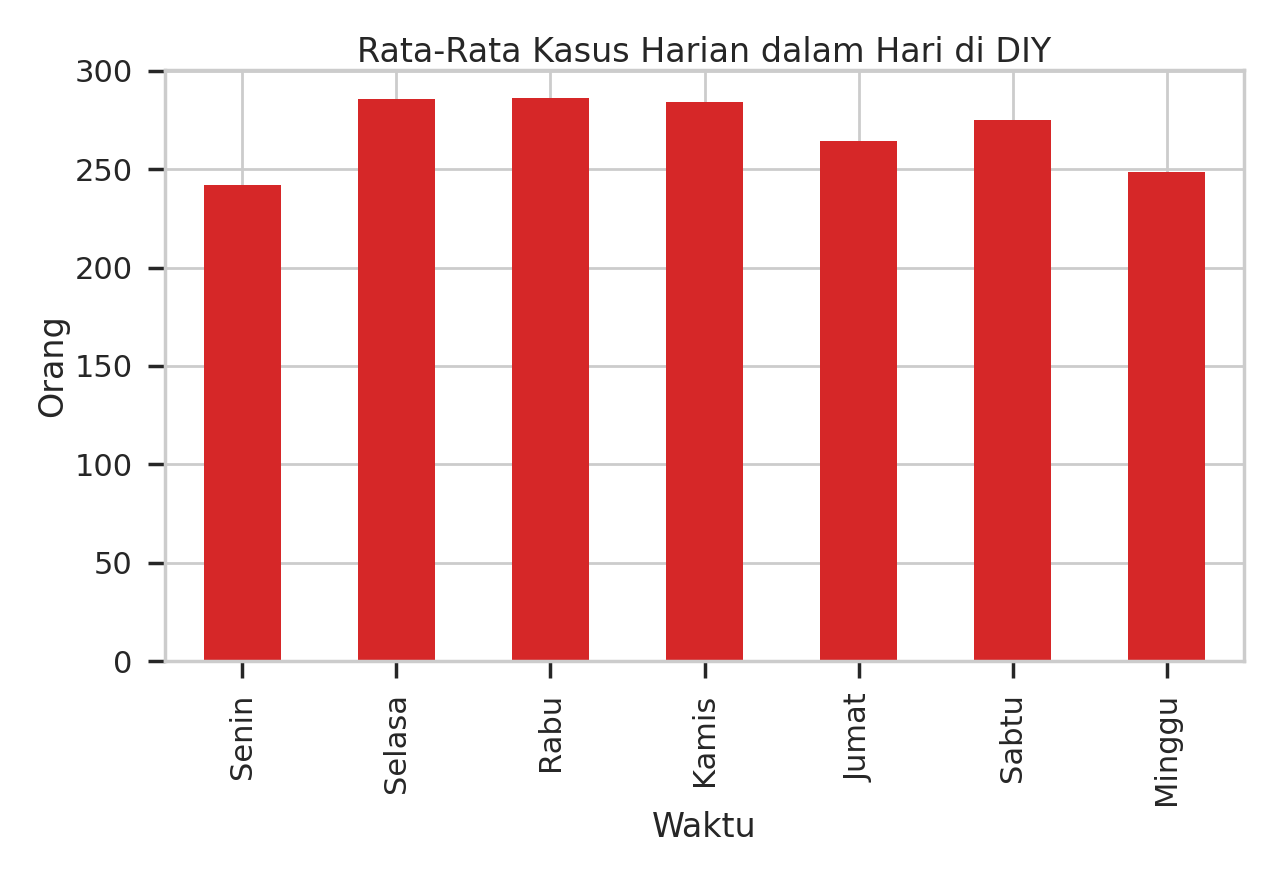 Rata-Rata Kasus Harian dalam Hari di DIY
300
250
200
150
100
50
0
Orang
Senin
Selasa
Rabu
Kamis
Jumat
Sabtu
Minggu
Waktu